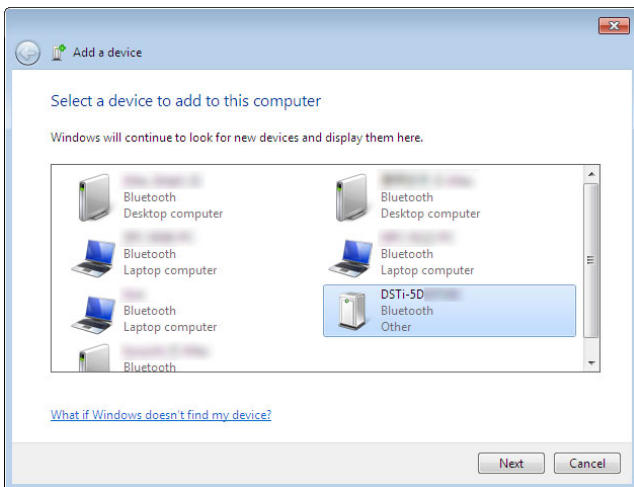 Add a device
Select a device to add to this computer
Windows will continue to look for new devices and display them here.
Bluetooth
Desktop computer
Bluetooth
Desktop computer
Bluetooth
Laptop computer
Bluetooth
Laptop computer
Bluetooth
Laptop computer
DSTi-5D
Bluetooth
Other
Bluetooth
What if Windows doesn't find my device?
Next Cancel